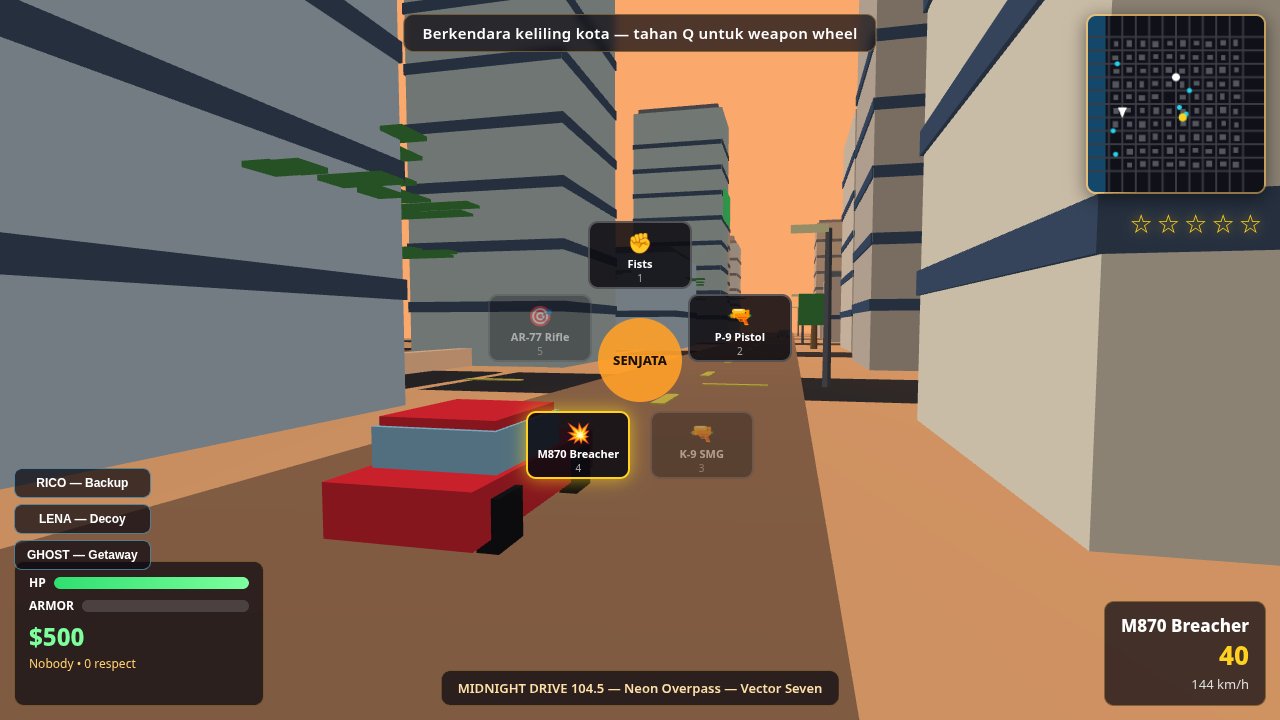 Berkendara keliling kota — tahan Q untuk weapon wheel
☆☆☆☆☆
Fists
1
AR-77 Rifle
5
P-9 Pistol
2
SENJATA
M870 Breacher
4
K-9 SMG
3
RICO — Backup
LENA — Decoy
GHOST — Getaway
HP
ARMOR
$500
Nobody • 0 respect
MIDNIGHT DRIVE 104.5 — Neon Overpass — Vector Seven
M870 Breacher
40
144 km/h